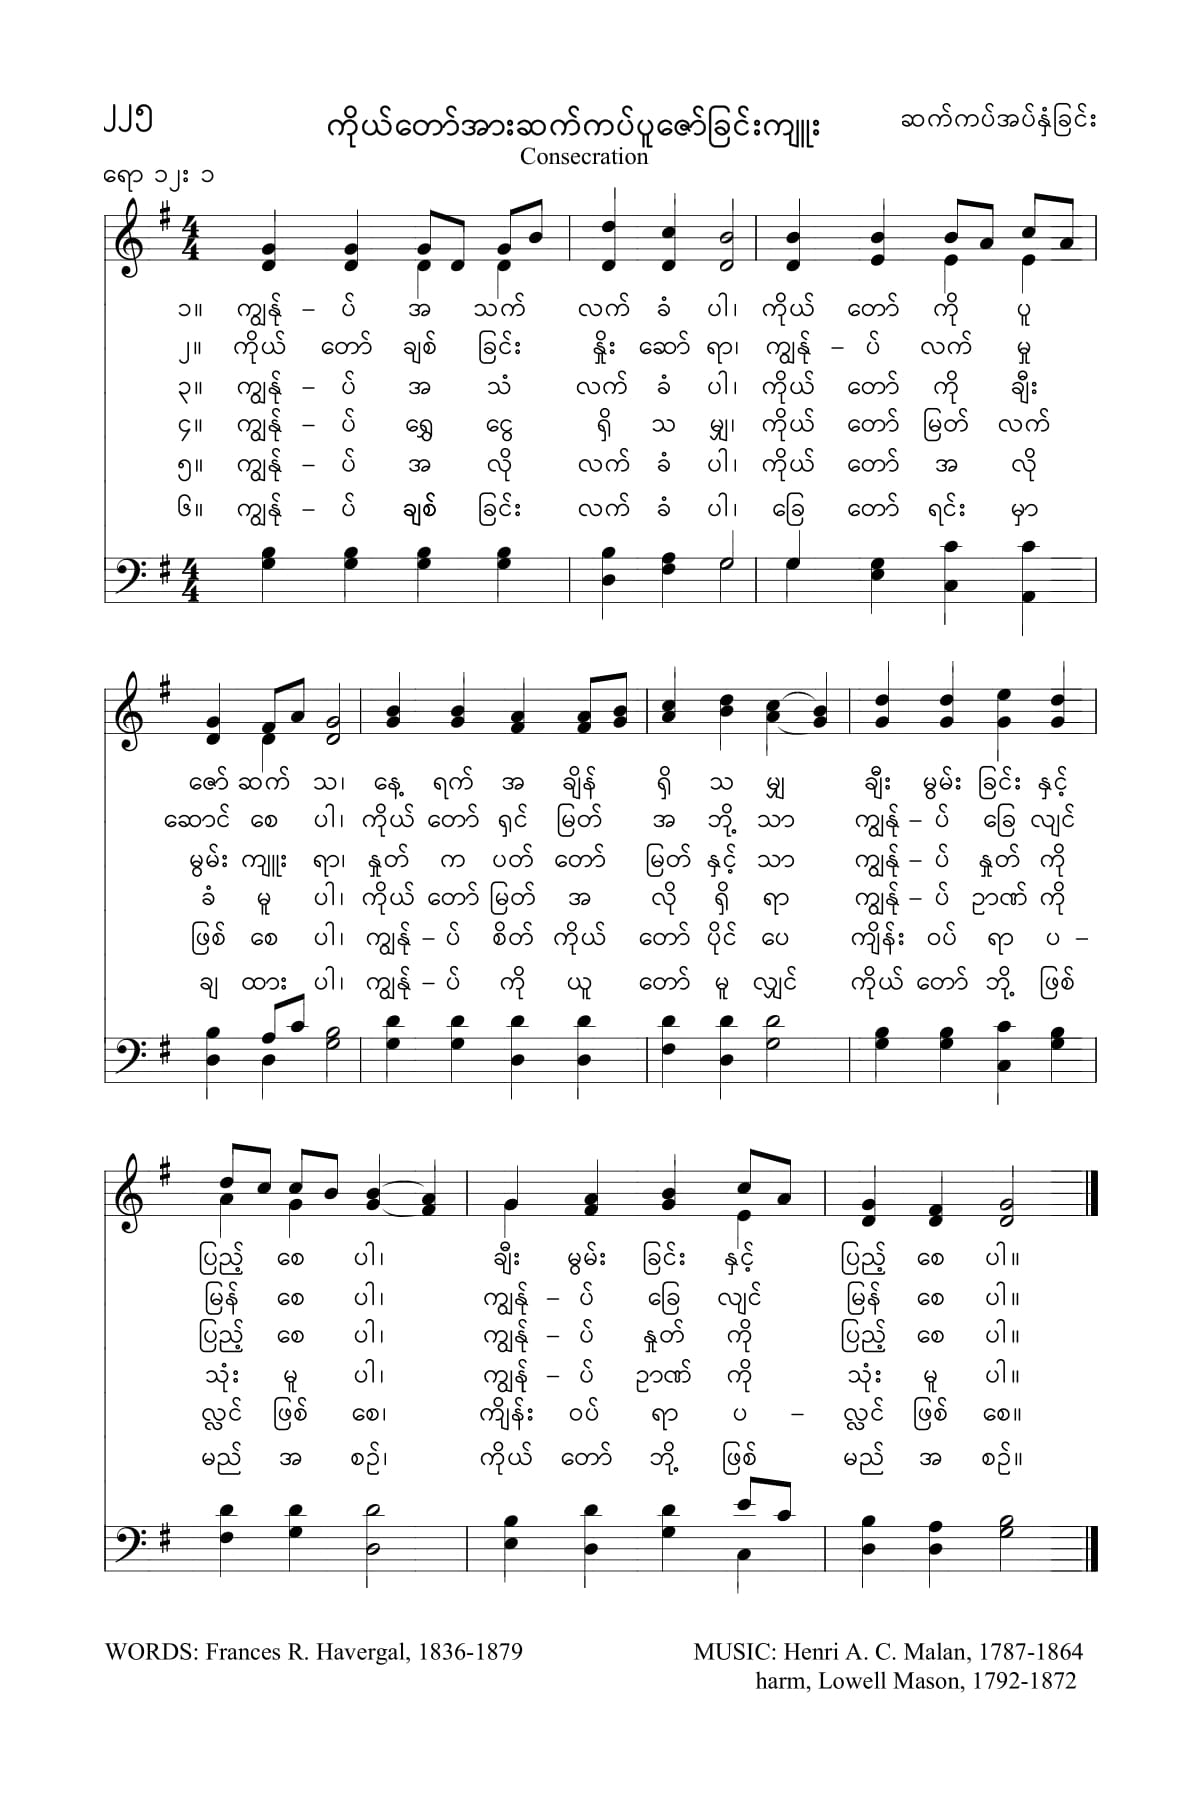 ၂၂၅
ကိုယ်တော်အားဆက်ကပ်ပူဇော်ခြင်းကျူး
ဆက်ကပ်အပ်နှံခြင်း
Consecration
ရော ၁၂း ၁
၁။ ကျွန်ု – ပ် အ သက် လက် ခံ ပါ၊ ကိုယ် တော် ကို ပူ
၂။ ကိုယ် တော် ချစ် ခြင်း နှိုး ဆော် ရာ၊ ကျွန်ု – ပ် လက် မှု
၃။ ကျွန်ု – ပ် အ သံ လက် ခံ ပါ၊ ကိုယ် တော် ကို ချီး
၄။ ကျွန်ု – ပ် ရွှေ ငွေ ရှိ သ မျှ၊ ကိုယ် တော် မြတ် လက်
၅။ ကျွန်ု – ပ် အ လို လက် ခံ ပါ၊ ကိုယ် တော် အ လို
၆။ ကျွန်ု – ပ် ချစ် ခြင်း လက် ခံ ပါ၊ ခြေ တော် ရင်း မှာ
ဇော် ဆက် သ၊ နေ့ ရက် အ ချိန် ရှိ သ မျှ ချီး မွမ်း ခြင်း နှင့်
ဆောင် စေ ပါ၊ ကိုယ် တော် ရှင် မြတ် အ ဘို့ သာ ကျွန်ု – ပ် ခြေ လျင်
မွမ်း ကျူး ရာ၊ နှုတ် က ပတ် တော် မြတ် နှင့် သာ ကျွန်ု – ပ် နှုတ် ကို
ခံ မူ ပါ၊ ကိုယ် တော် မြတ် အ လို ရှိ ရာ ကျွန်ု – ပ် ဉာဏ် ကို
ဖြစ် စေ ပါ၊ ကျွန်ု – ပ် စိတ် ကိုယ် တော် ပိုင် ပေ ကျိန်း ဝပ် ရာ ပ –
ချ ထား ပါ၊ ကျွန်ု – ပ် ကို ယူ တော် မူ လျှင် ကိုယ် တော် ဘို့ ဖြစ်
ပြည့် စေ ပါ၊ ချီး မွမ်း ခြင်း နှင့် ပြည့် စေ ပါ။
မြန် စေ ပါ၊ ကျွန်ု – ပ် ခြေ လျင် မြန် စေ ပါ။
ပြည့် စေ ပါ၊ ကျွန်ု – ပ် နှုတ် ကို ပြည့် စေ ပါ။
သုံး မူ ပါ၊ ကျွန်ု – ပ် ဉာဏ် ကို သုံး မူ ပါ။
လ္လင် ဖြစ် စေ၊ ကျိန်း ဝပ် ရာ ပ – လ္လင် ဖြစ် စေ။
မည် အ စဉ်၊ ကိုယ် တော် ဘို့ ဖြစ် မည် အ စဉ်။
WORDS: Frances R. Havergal, 1836-1879
MUSIC: Henri A. C. Malan, 1787-1864
harm, Lowell Mason, 1792-1872